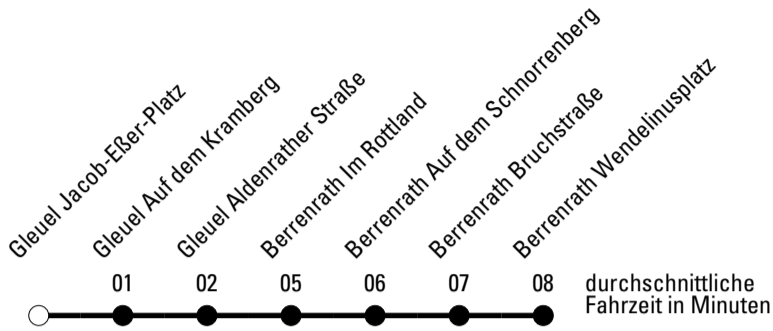 Gleuel Jacob-Eßer-Platz
Gleuel Auf dem Kramberg
Gleuel Aldenrather Straße
Berrenrath Im Rottland
Berrenrath Auf dem Schnorrenberg
Berrenrath Bruchstraße
Berrenrath Wendelinusplatz
01 02 05 06 07 08
durchschnittliche
Fahrzeit in Minuten